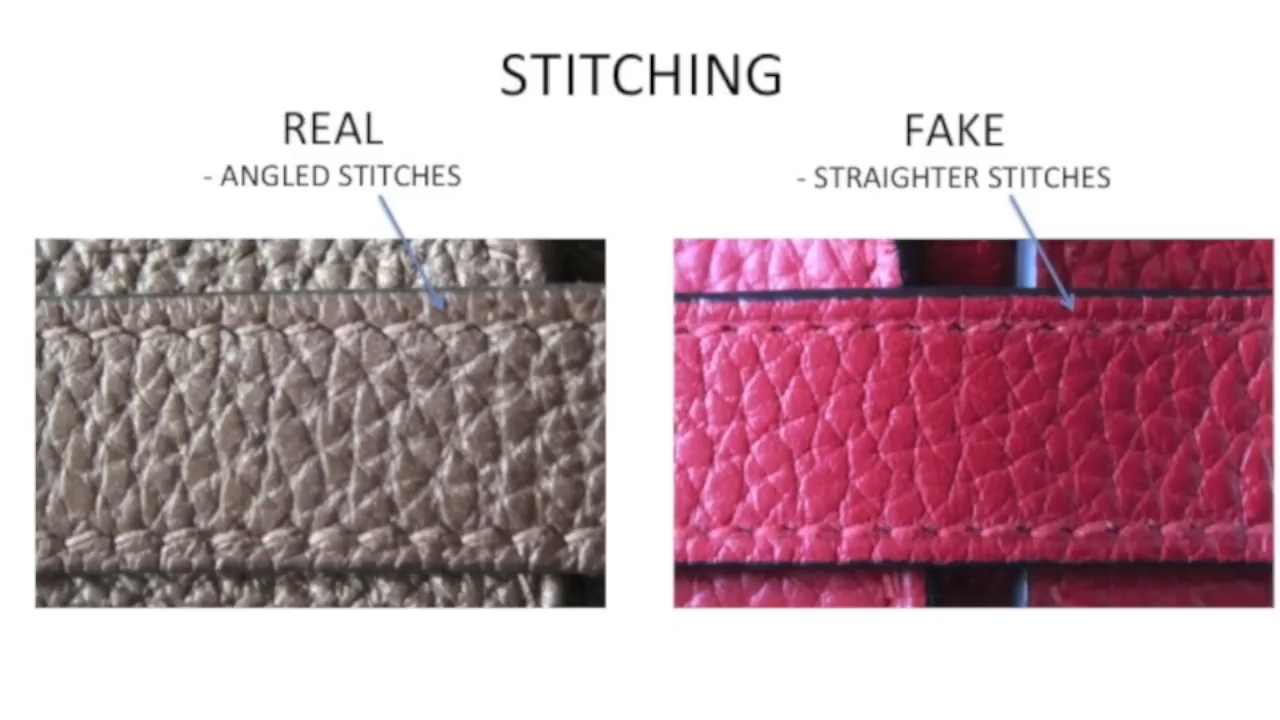 STITCHING
REAL
- ANGLED STITCHES
FAKE
- STRAIGHTER STITCHES